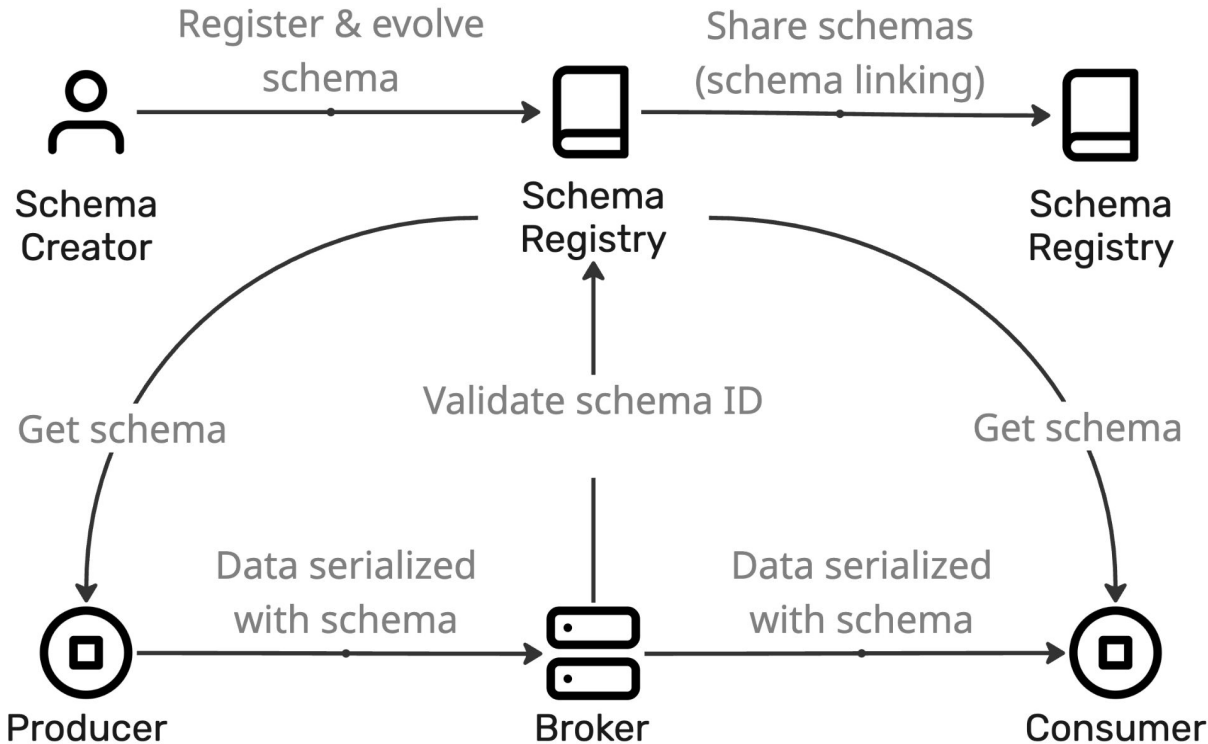 Register & evolve
schema
Share schemas
(schema linking)
Schema
Creator
Schema
Registry
Schema
Registry
Validate schema ID
Get schema
Get schema
Data serialized
with schema
Data serialized
with schema
Producer
Broker
Consumer